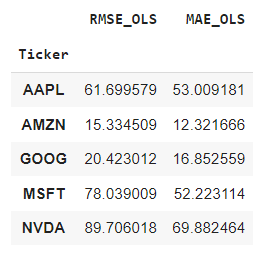 RMSE_OLS MAE_OLS
Ticker
AAPL 61.699579 53.009181
AMZN 15.334509 12.321666
GOOG 20.423012 16.852559
MSFT 78.039009 52.223114
NVDA 89.706018 69.882464